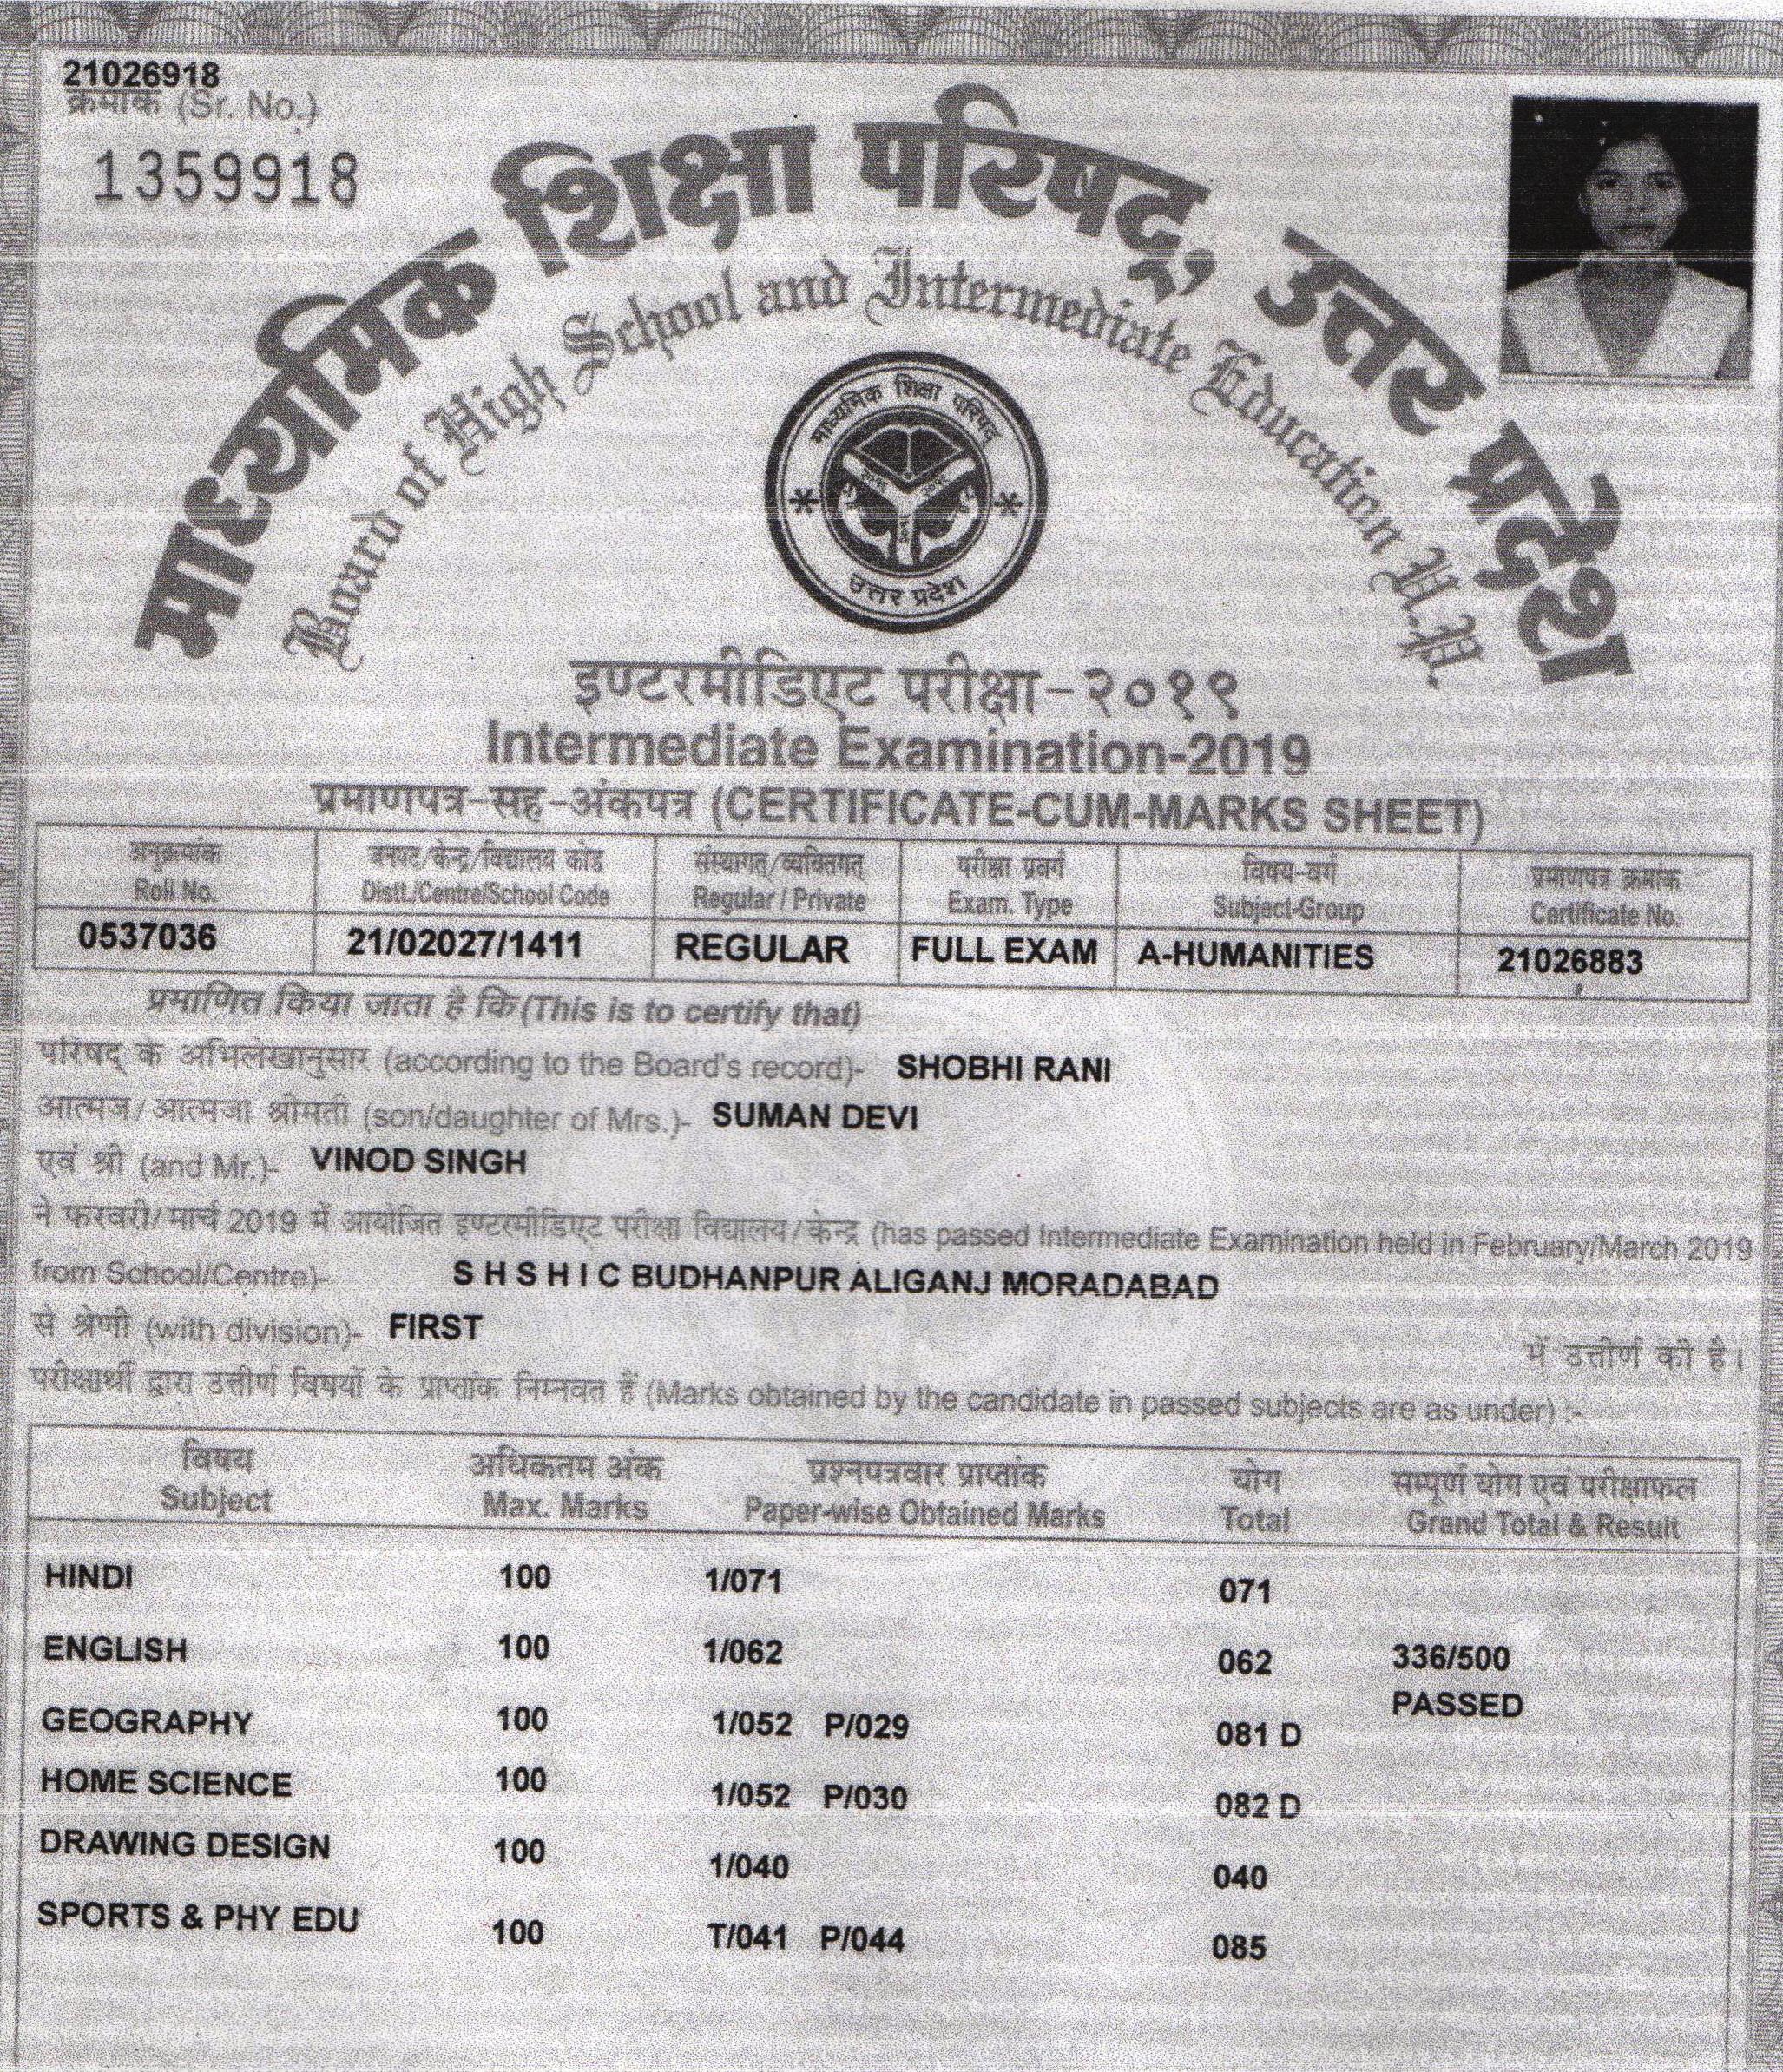 21026918
क्रमांक (Sr. No.)
1359918
माध्यमिक शिक्षा परिषद्, उत्तर प्रदेश
Board of High School and Intermediate Education U.P.
माध्यमिक शिक्षा परिषद
उत्तर प्रदेश
इण्टरमीडिएट परीक्षा-२०१९
Intermediate Examination-2019
प्रमाणपत्र-सह-अंकपत्र (CERTIFICATE-CUM-MARKS SHEET)
अनुक्रमांक जनपद/केन्द्र/विद्यालय कोड संस्थागत/व्यक्तिगत परीक्षा प्रवर्ग विषय-वर्ग प्रमाणपत्र क्रमांक
Roll No. Distt./Centre/School Code Regular / Private Exam. Type Subject-Group Certificate No.
0537036 21/02027/1411 REGULAR FULL EXAM A-HUMANITIES 21026883
प्रमाणित किया जाता है कि (This is to certify that)
परिषद् के अभिलेखानुसार (according to the Board's record)- SHOBHI RANI
आत्मज/आत्मजा श्रीमती (son/daughter of Mrs.)- SUMAN DEVI
एवं श्री (and Mr.)- VINOD SINGH
ने फरवरी/मार्च 2019 में आयोजित इण्टरमीडिएट परीक्षा विद्यालय/केन्द्र (has passed Intermediate Examination held in February/March 2019
from School/Centre)- S H S H I C BUDHANPUR ALIGANJ MORADABAD
से श्रेणी (with division)- FIRST
में उत्तीर्ण की है।
परीक्षार्थी द्वारा उत्तीर्ण विषयों के प्राप्तांक निम्नवत हैं (Marks obtained by the candidate in passed subjects are as under) :-
विषय अधिकतम अंक प्रश्नपत्रवार प्राप्तांक योग सम्पूर्ण योग एवं परीक्षाफल
Subject Max. Marks Paper-wise Obtained Marks Total Grand Total & Result
HINDI 100 1/071 071
ENGLISH 100 1/062 062 336/500
PASSED
GEOGRAPHY 100 1/052 P/029 081 D
HOME SCIENCE 100 1/052 P/030 082 D
DRAWING DESIGN 100 1/040 040
SPORTS & PHY EDU 100 T/041 P/044 085